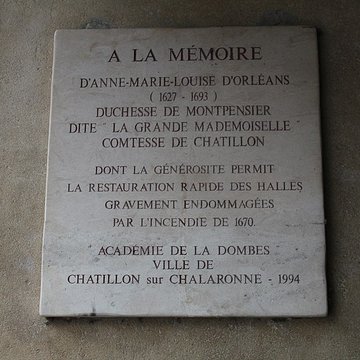 A LA MÉMOIRE
D'ANNE-MARIE-LOUISE D'ORLÉANS
( 1627 - 1693 )
DUCHESSE DE MONTPENSIER
DITE " LA GRANDE MADEMOISELLE "
COMTESSE DE CHATILLON
DONT LA GÉNÉROSITE PERMIT
LA RESTAURATION RAPIDE DES HALLES
GRAVEMENT ENDOMMAGÉES
PAR L'INCENDIE DE 1670.
ACADÉMIE DE LA DOMBES
VILLE DE
CHATILLON sur CHALARONNE - 1994